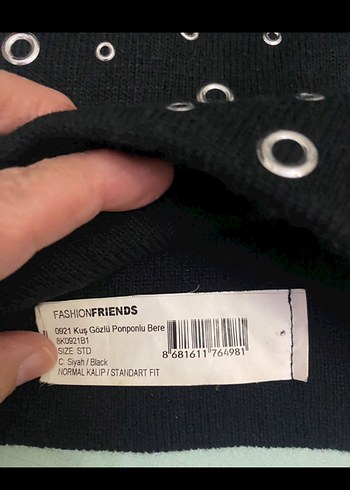 FASHIONFRIENDS
0921 Kuş Gözlü Ponponlu Bere
8K0921B1
SIZE STD
C. Siyah / Black
NORMAL KALIP / STANDART FIT
8 681611 764981